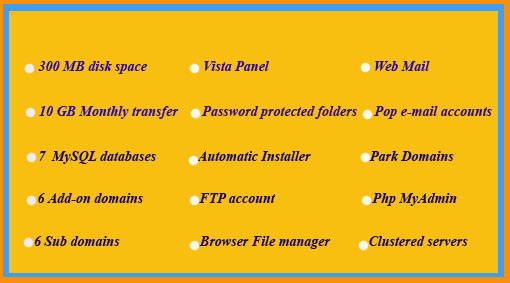 300 MB disk space
Vista Panel
Web Mail
10 GB Monthly transfer
Password protected folders
Pop e-mail accounts
7 MySQL databases
Automatic Installer
Park Domains
6 Add-on domains
FTP account
Php MyAdmin
6 Sub domains
Browser File manager
Clustered servers